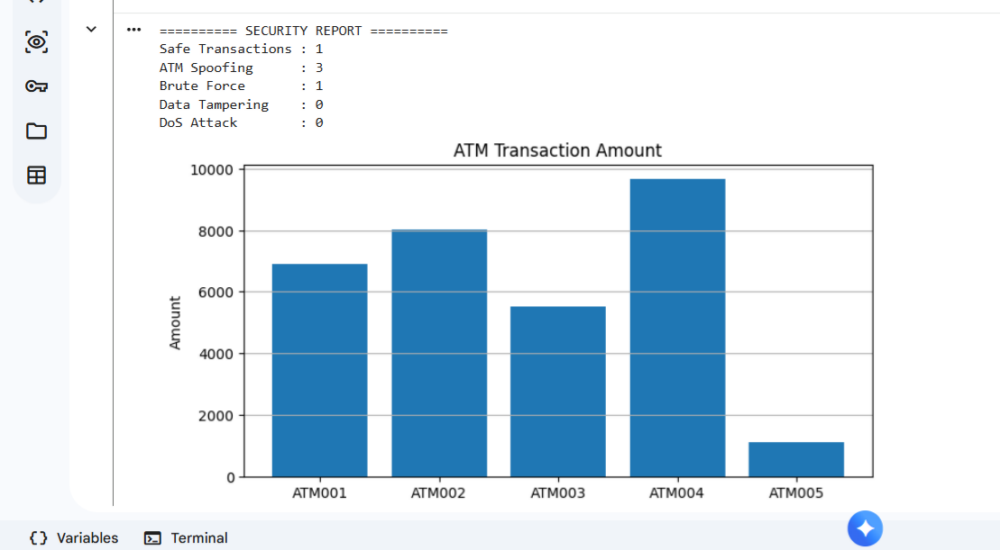 ========== SECURITY REPORT ==========
Safe Transactions : 1
ATM Spoofing      : 3
Brute Force       : 1
Data Tampering    : 0
DoS Attack        : 0
ATM Transaction Amount
10000
8000
6000
4000
2000
0
Amount
ATM001 ATM002 ATM003 ATM004 ATM005
Variables Terminal